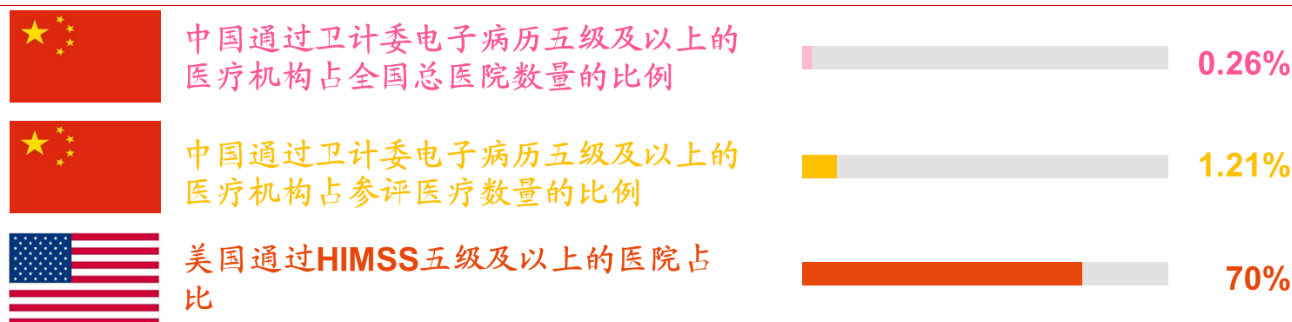 中国通过卫计委电子病历五级及以上的
医疗机构占全国总医院数量的比例
0.26%
中国通过卫计委电子病历五级及以上的
医疗机构占参评医疗数量的比例
1.21%
美国通过HIMSS五级及以上的医院占
比
70%